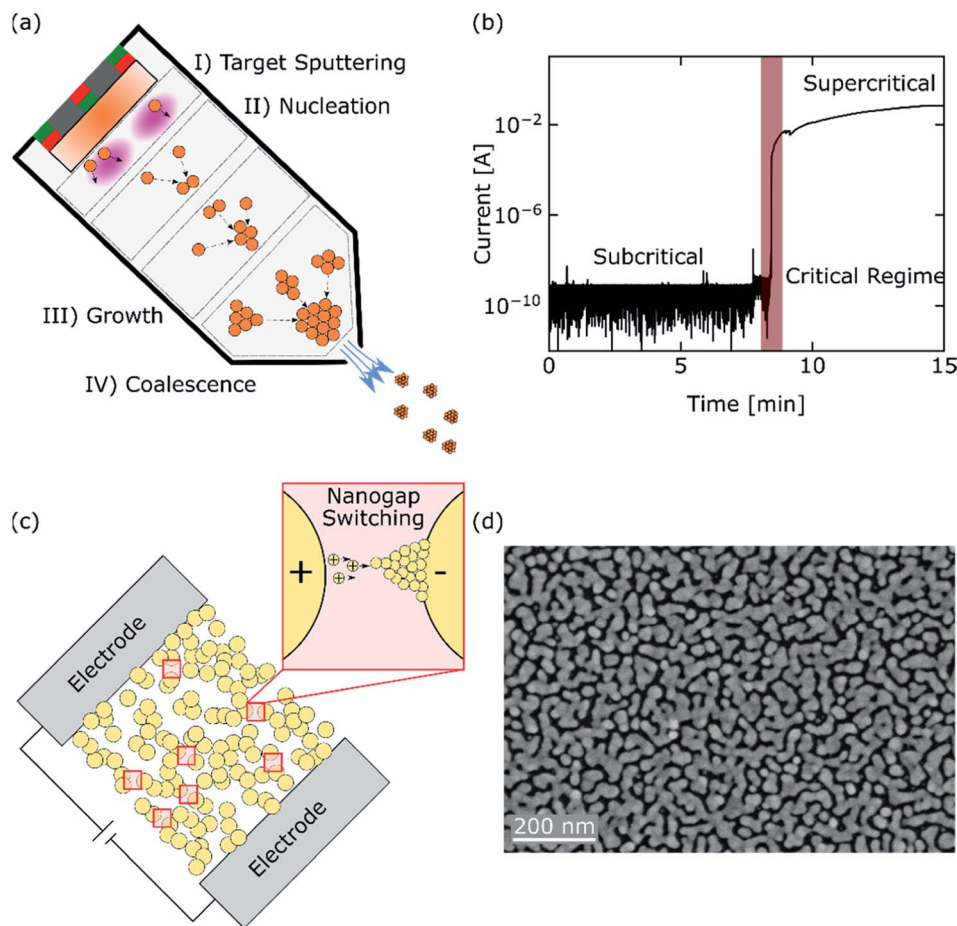 (a)
I) Target Sputtering
II) Nucleation
III) Growth
IV) Coalescence
(b)
Current [A]
10⁻²
10⁻⁶
10⁻¹⁰
Supercritical
Subcritical
Critical Regime
0
5
10
15
Time [min]
(c)
Nanogap
Switching
+
-
+
+
+
Electrode
Electrode
(d)
200 nm